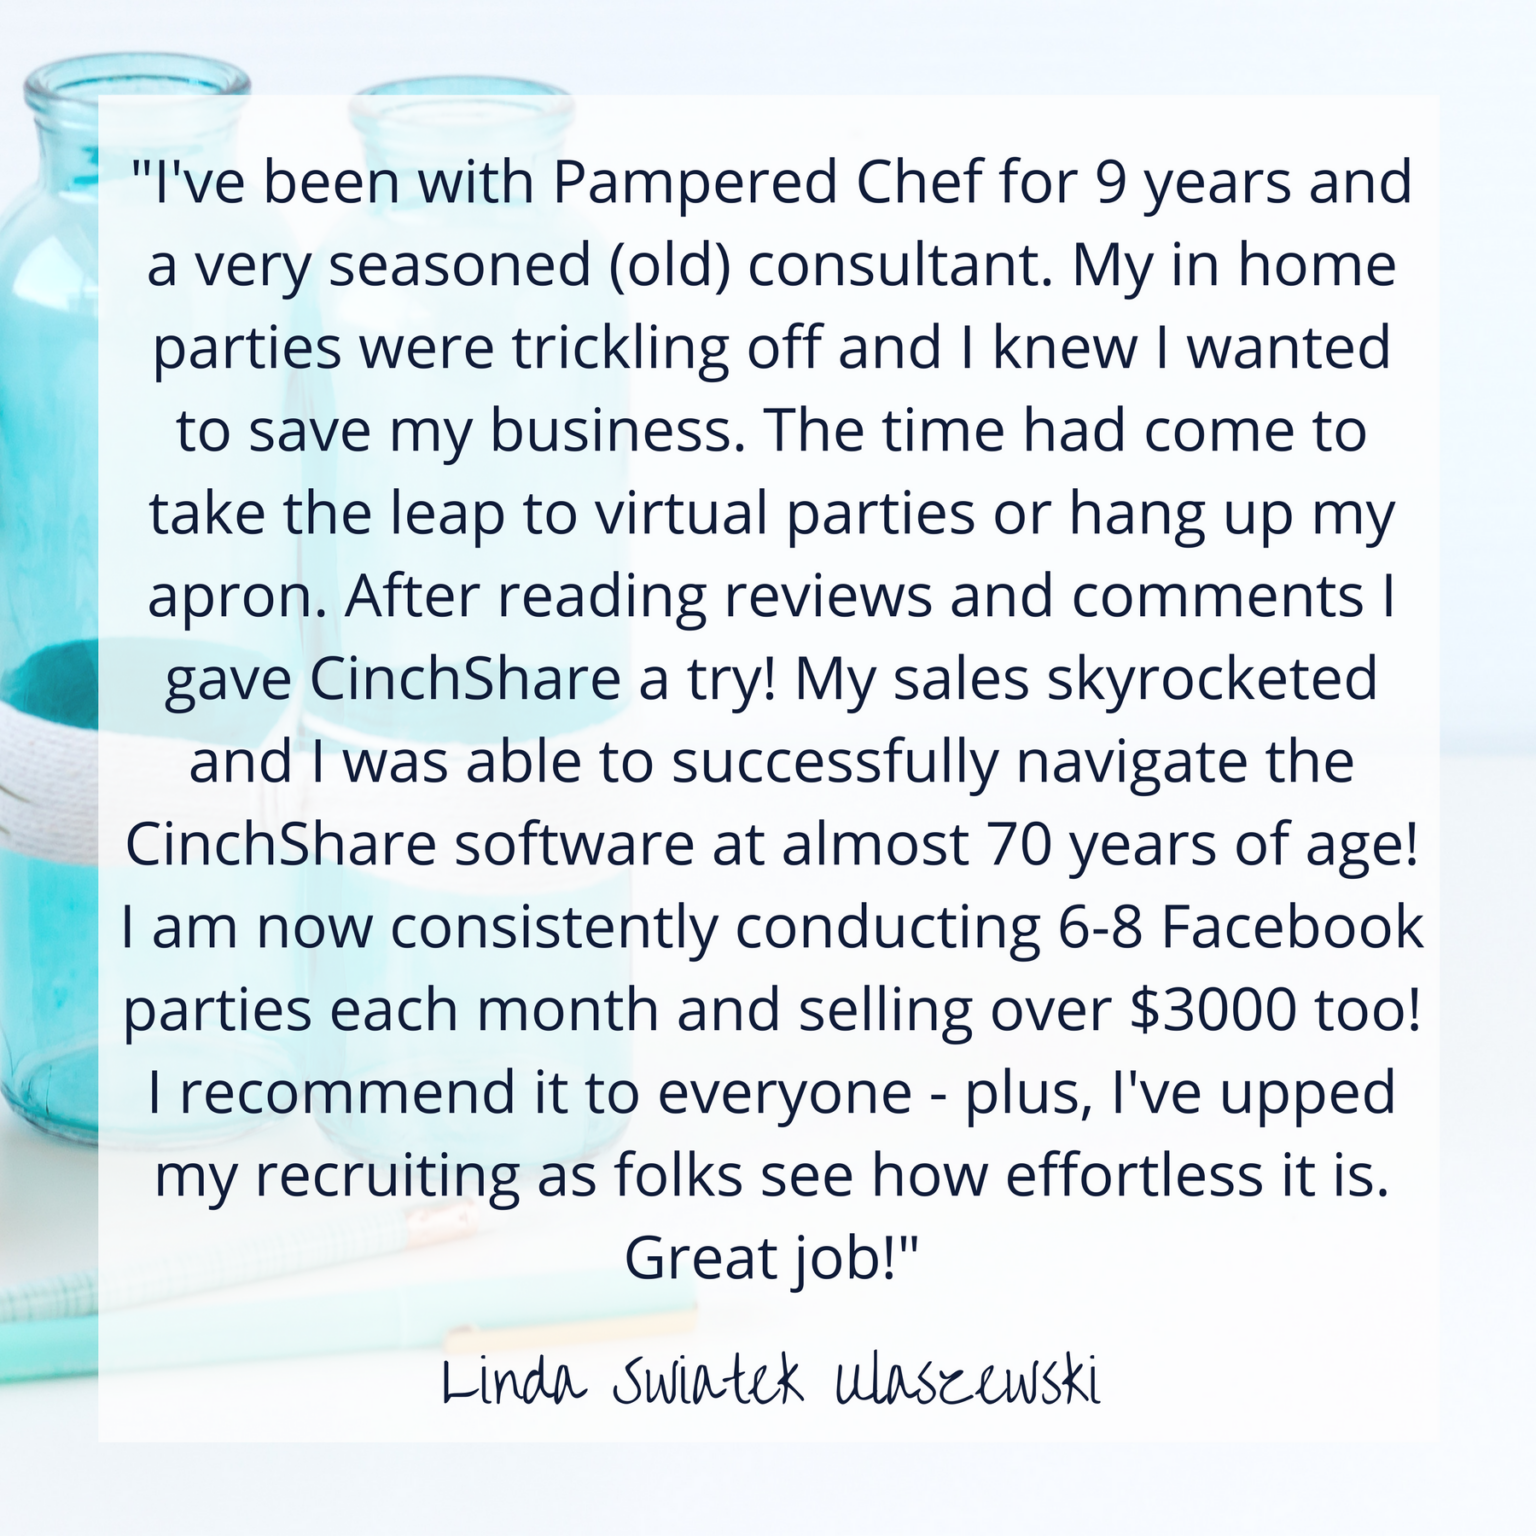 "I've been with Pampered Chef for 9 years and
a very seasoned (old) consultant. My in home
parties were trickling off and I knew I wanted
to save my business. The time had come to
take the leap to virtual parties or hang up my
apron. After reading reviews and comments I
gave CinchShare a try! My sales skyrocketed
and I was able to successfully navigate the
CinchShare software at almost 70 years of age!
I am now consistently conducting 6-8 Facebook
parties each month and selling over $3000 too!
I recommend it to everyone - plus, I've upped
my recruiting as folks see how effortless it is.
Great job!"
Linda Swiatek Ulaszewski